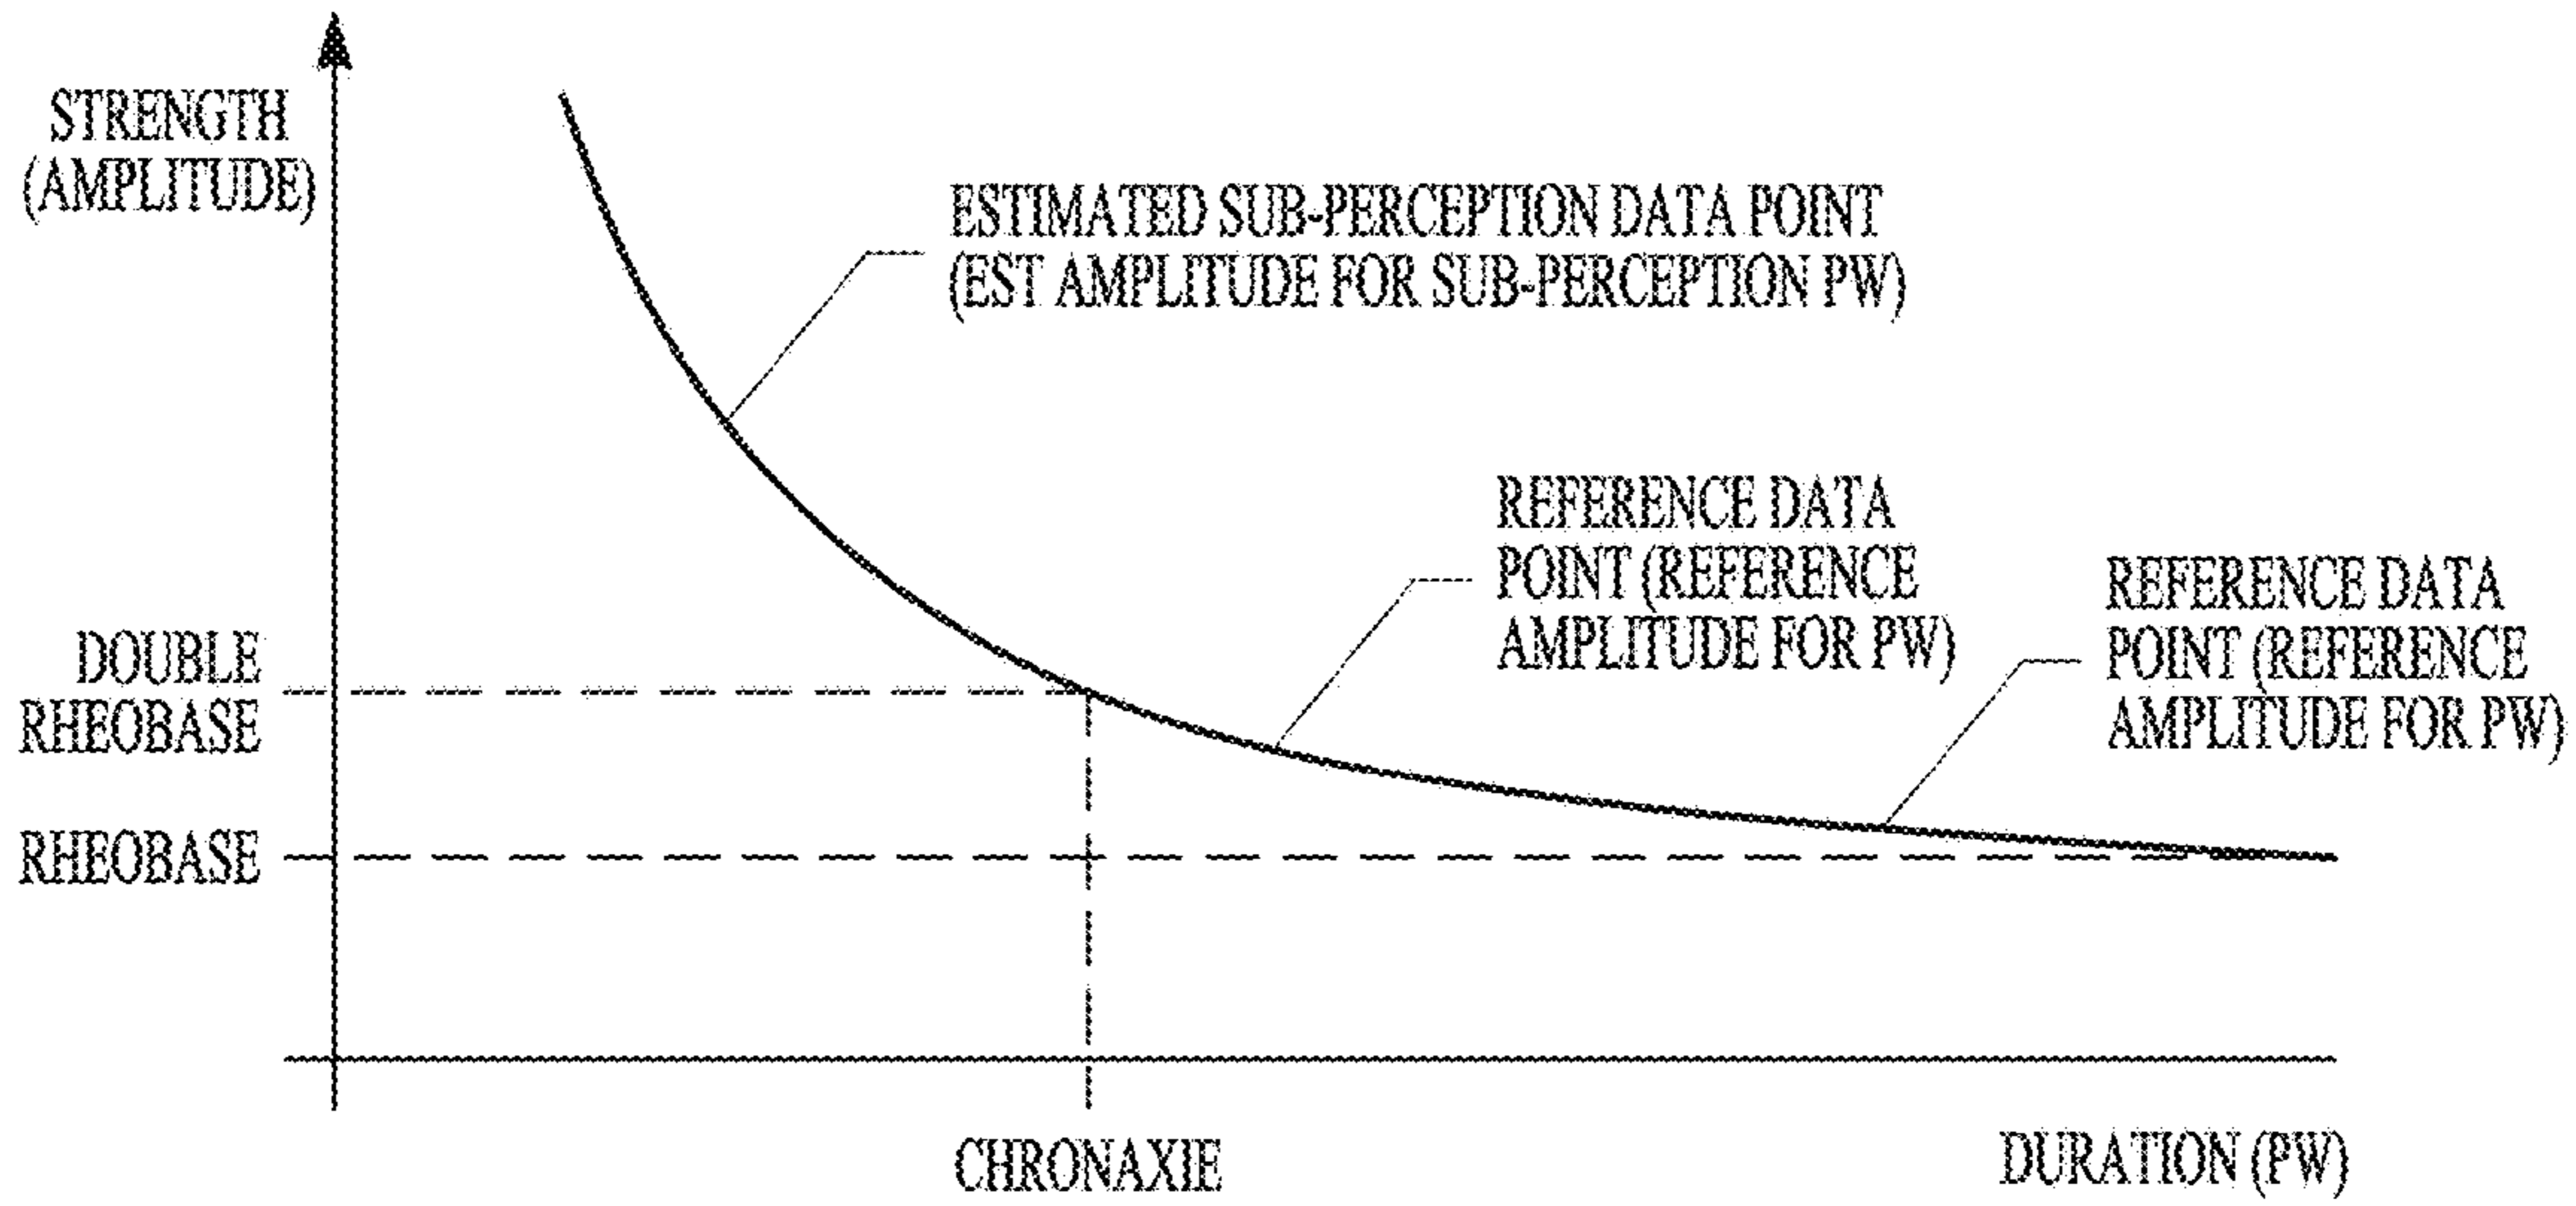 STRENGTH
(AMPLITUDE)
ESTIMATED SUB-PERCEPTION DATA POINT
(EST AMPLITUDE FOR SUB-PERCEPTION PW)
REFERENCE DATA
POINT (REFERENCE
AMPLITUDE FOR PW)
REFERENCE DATA
POINT (REFERENCE
AMPLITUDE FOR PW)
DOUBLE
RHEOBASE
RHEOBASE
CHRONAXIE
DURATION (PW)